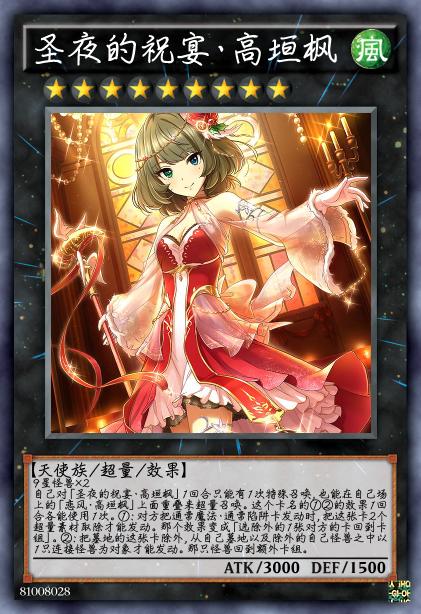 圣夜的祝宴·高垣枫 風
【天使族/超量/效果】
9星怪兽×2
自己对「圣夜的祝宴·高垣枫」1回合只能有1次特殊召唤,也能在自己场
上的「恋风·高垣枫」上面重叠来超量召唤。这个卡名的①②的效果1回
合各能使用1次。①:对方把通常魔法·通常陷阱卡发动时,把这张卡2个
超量素材取除才能发动。那个效果变成「选除外的1张对方的卡回到卡
组」。②:把墓地的这张卡除外,从自己墓地以及除外的自己怪兽之中以
1只连接怪兽为对象才能发动。那只怪兽回到额外卡组。
ATK/3000 DEF/1500
81008028